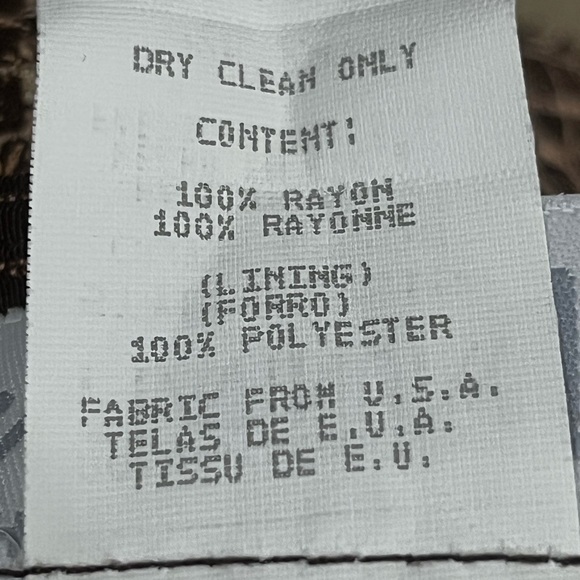 DRY CLEAN ONLY
CONTENT:
100% RAYON
100% RAYONNE
(LINING)
(FORRO)
100% POLYESTER
FABRIC FROM U.S.A.
TELAS DE E.U.A.
TISSU DE E.U.